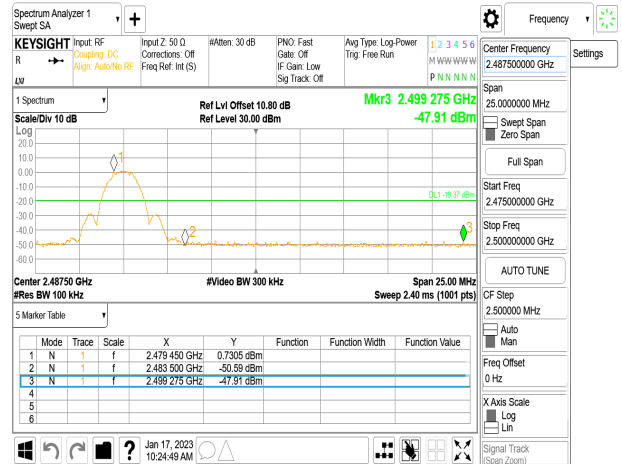 Spectrum Analyzer 1
Swept SA
Frequency
KEYSIGHT
R
Input: RF
Coupling: DC
Align: Auto/No RF
Input Z: 50 Ω
Corrections: Off
Freq Ref: Int (S)
#Atten: 30 dB
PNO: Fast
Gate: Off
IF Gain: Low
Sig Track: Off
Avg Type: Log-Power
Trig: Free Run
1 2 3 4 5 6
M W W W W W
P N N N N N
1 Spectrum
Scale/Div 10 dB
Ref Lvl Offset 10.80 dB
Ref Level 30.00 dBm
Mkr3 2.499 275 GHz
-47.91 dBm
Log
20.0
10.0
0.00
-10.0
-20.0
-30.0
-40.0
-50.0
-60.0
1
2
3
DL1 -19.37 dBm
Center 2.48750 GHz
#Res BW 100 kHz
#Video BW 300 kHz
Span 25.00 MHz
Sweep 2.40 ms (1001 pts)
5 Marker Table
Mode Trace Scale X Y Function Function Width Function Value
1 N 1 f 2.479 450 GHz 0.7305 dBm
2 N 1 f 2.483 500 GHz -50.59 dBm
3 N 1 f 2.499 275 GHz -47.91 dBm
4
5
6
?
Jan 17, 2023
10:24:49 AM
Center Frequency
2.487500000 GHz
Settings
Span
25.0000000 MHz
Swept Span
Zero Span
Full Span
Start Freq
2.475000000 GHz
Stop Freq
2.500000000 GHz
AUTO TUNE
CF Step
2.500000 MHz
Auto
Man
Freq Offset
0 Hz
X Axis Scale
Log
Lin
Signal Track
(Span Zoom)